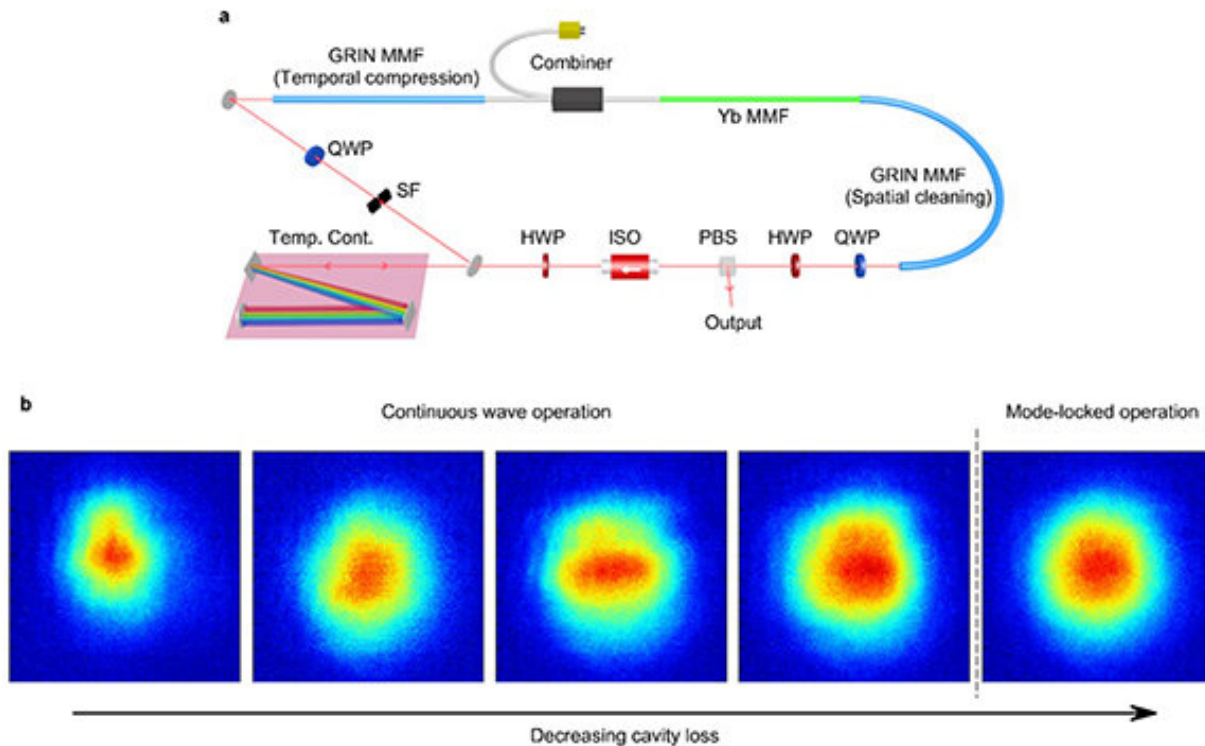 a
GRIN MMF
(Temporal compression)
Combiner
Yb MMF
QWP
GRIN MMF
(Spatial cleaning)
SF
Temp. Cont.
HWP
ISO
PBS
HWP
QWP
Output
b
Continuous wave operation
Mode-locked operation
Decreasing cavity loss